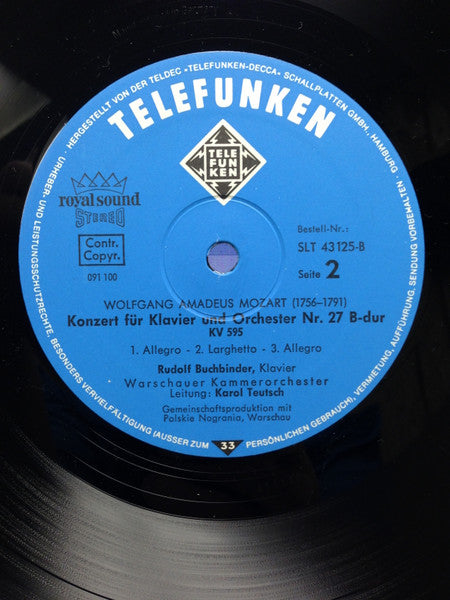 HERGESTELLT VON DER TELDEC »TELEFUNKEN-DECCA« SCHALLPLATTEN GMBH., HAMBURG · ALLE
URHEBER- UND LEISTUNGSSCHUTZRECHTE, BESONDERS VERVIELFÄLTIGUNG (AUSSER ZUM
PERSÖNLICHEN GEBRAUCH), VERMIETUNG, AUFFÜHRUNG, SENDUNG VORBEHALTEN
TELEFUNKEN
TELE
FUN
KEN
royal sound
STEREO
Contr.
Copyr.
091 100
Bestell-Nr.:
SLT 43125-B
Seite 2
WOLFGANG AMADEUS MOZART (1756–1791)
Konzert für Klavier und Orchester Nr. 27 B-dur
KV 595
1. Allegro - 2. Larghetto - 3. Allegro
Rudolf Buchbinder, Klavier
Warschauer Kammerorchester
Leitung: Karol Teutsch
Gemeinschaftsproduktion mit
Polskie Nagrania, Warschau
33